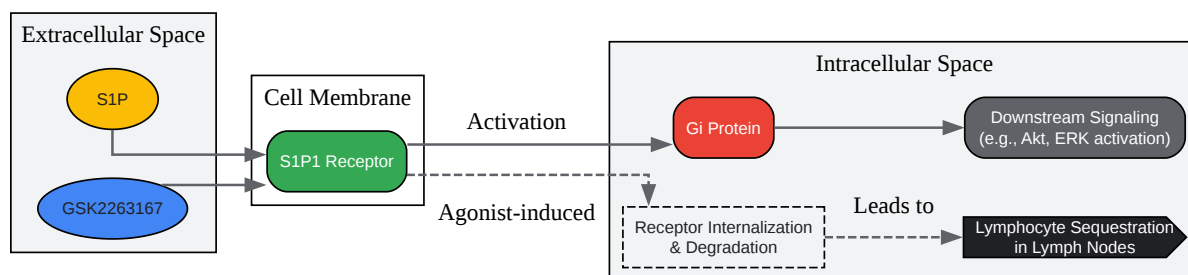 Extracellular Space
S1P
GSK2263167
Cell Membrane
S1P1 Receptor
Activation
Agonist-induced
Intracellular Space
Gi Protein
Downstream Signaling
(e.g., Akt, ERK activation)
Receptor Internalization
& Degradation
Leads to
Lymphocyte Sequestration
in Lymph Nodes